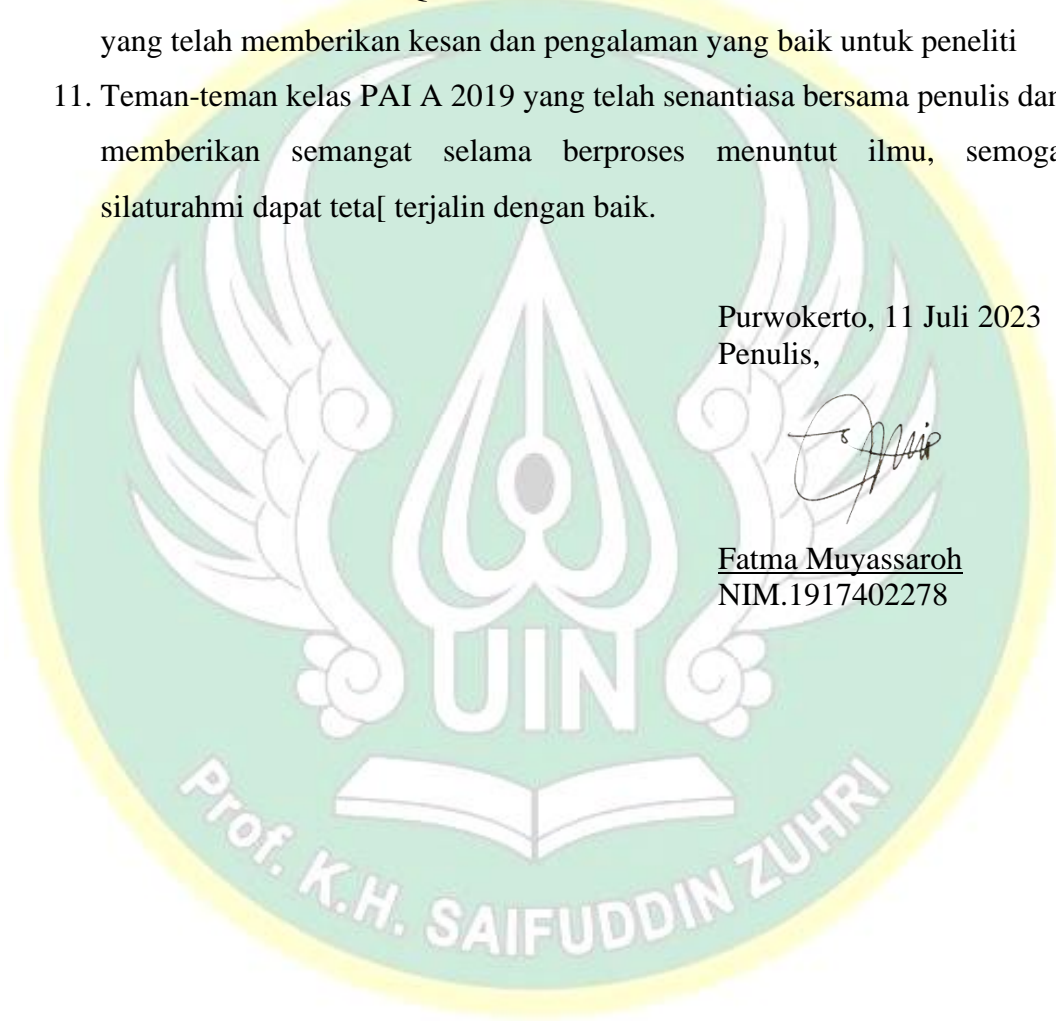 yang telah memberikan kesan dan pengalaman yang baik untuk peneliti
11. Teman-teman kelas PAI A 2019 yang telah senantiasa bersama penulis dan
memberikan semangat selama berproses menuntut ilmu, semoga
silaturahmi dapat teta[ terjalin dengan baik.
Purwokerto, 11 Juli 2023
Penulis,
Fatma Muyassaroh
NIM.1917402278
UIN
Prof. K.H. SAIFUDDIN ZUHRI